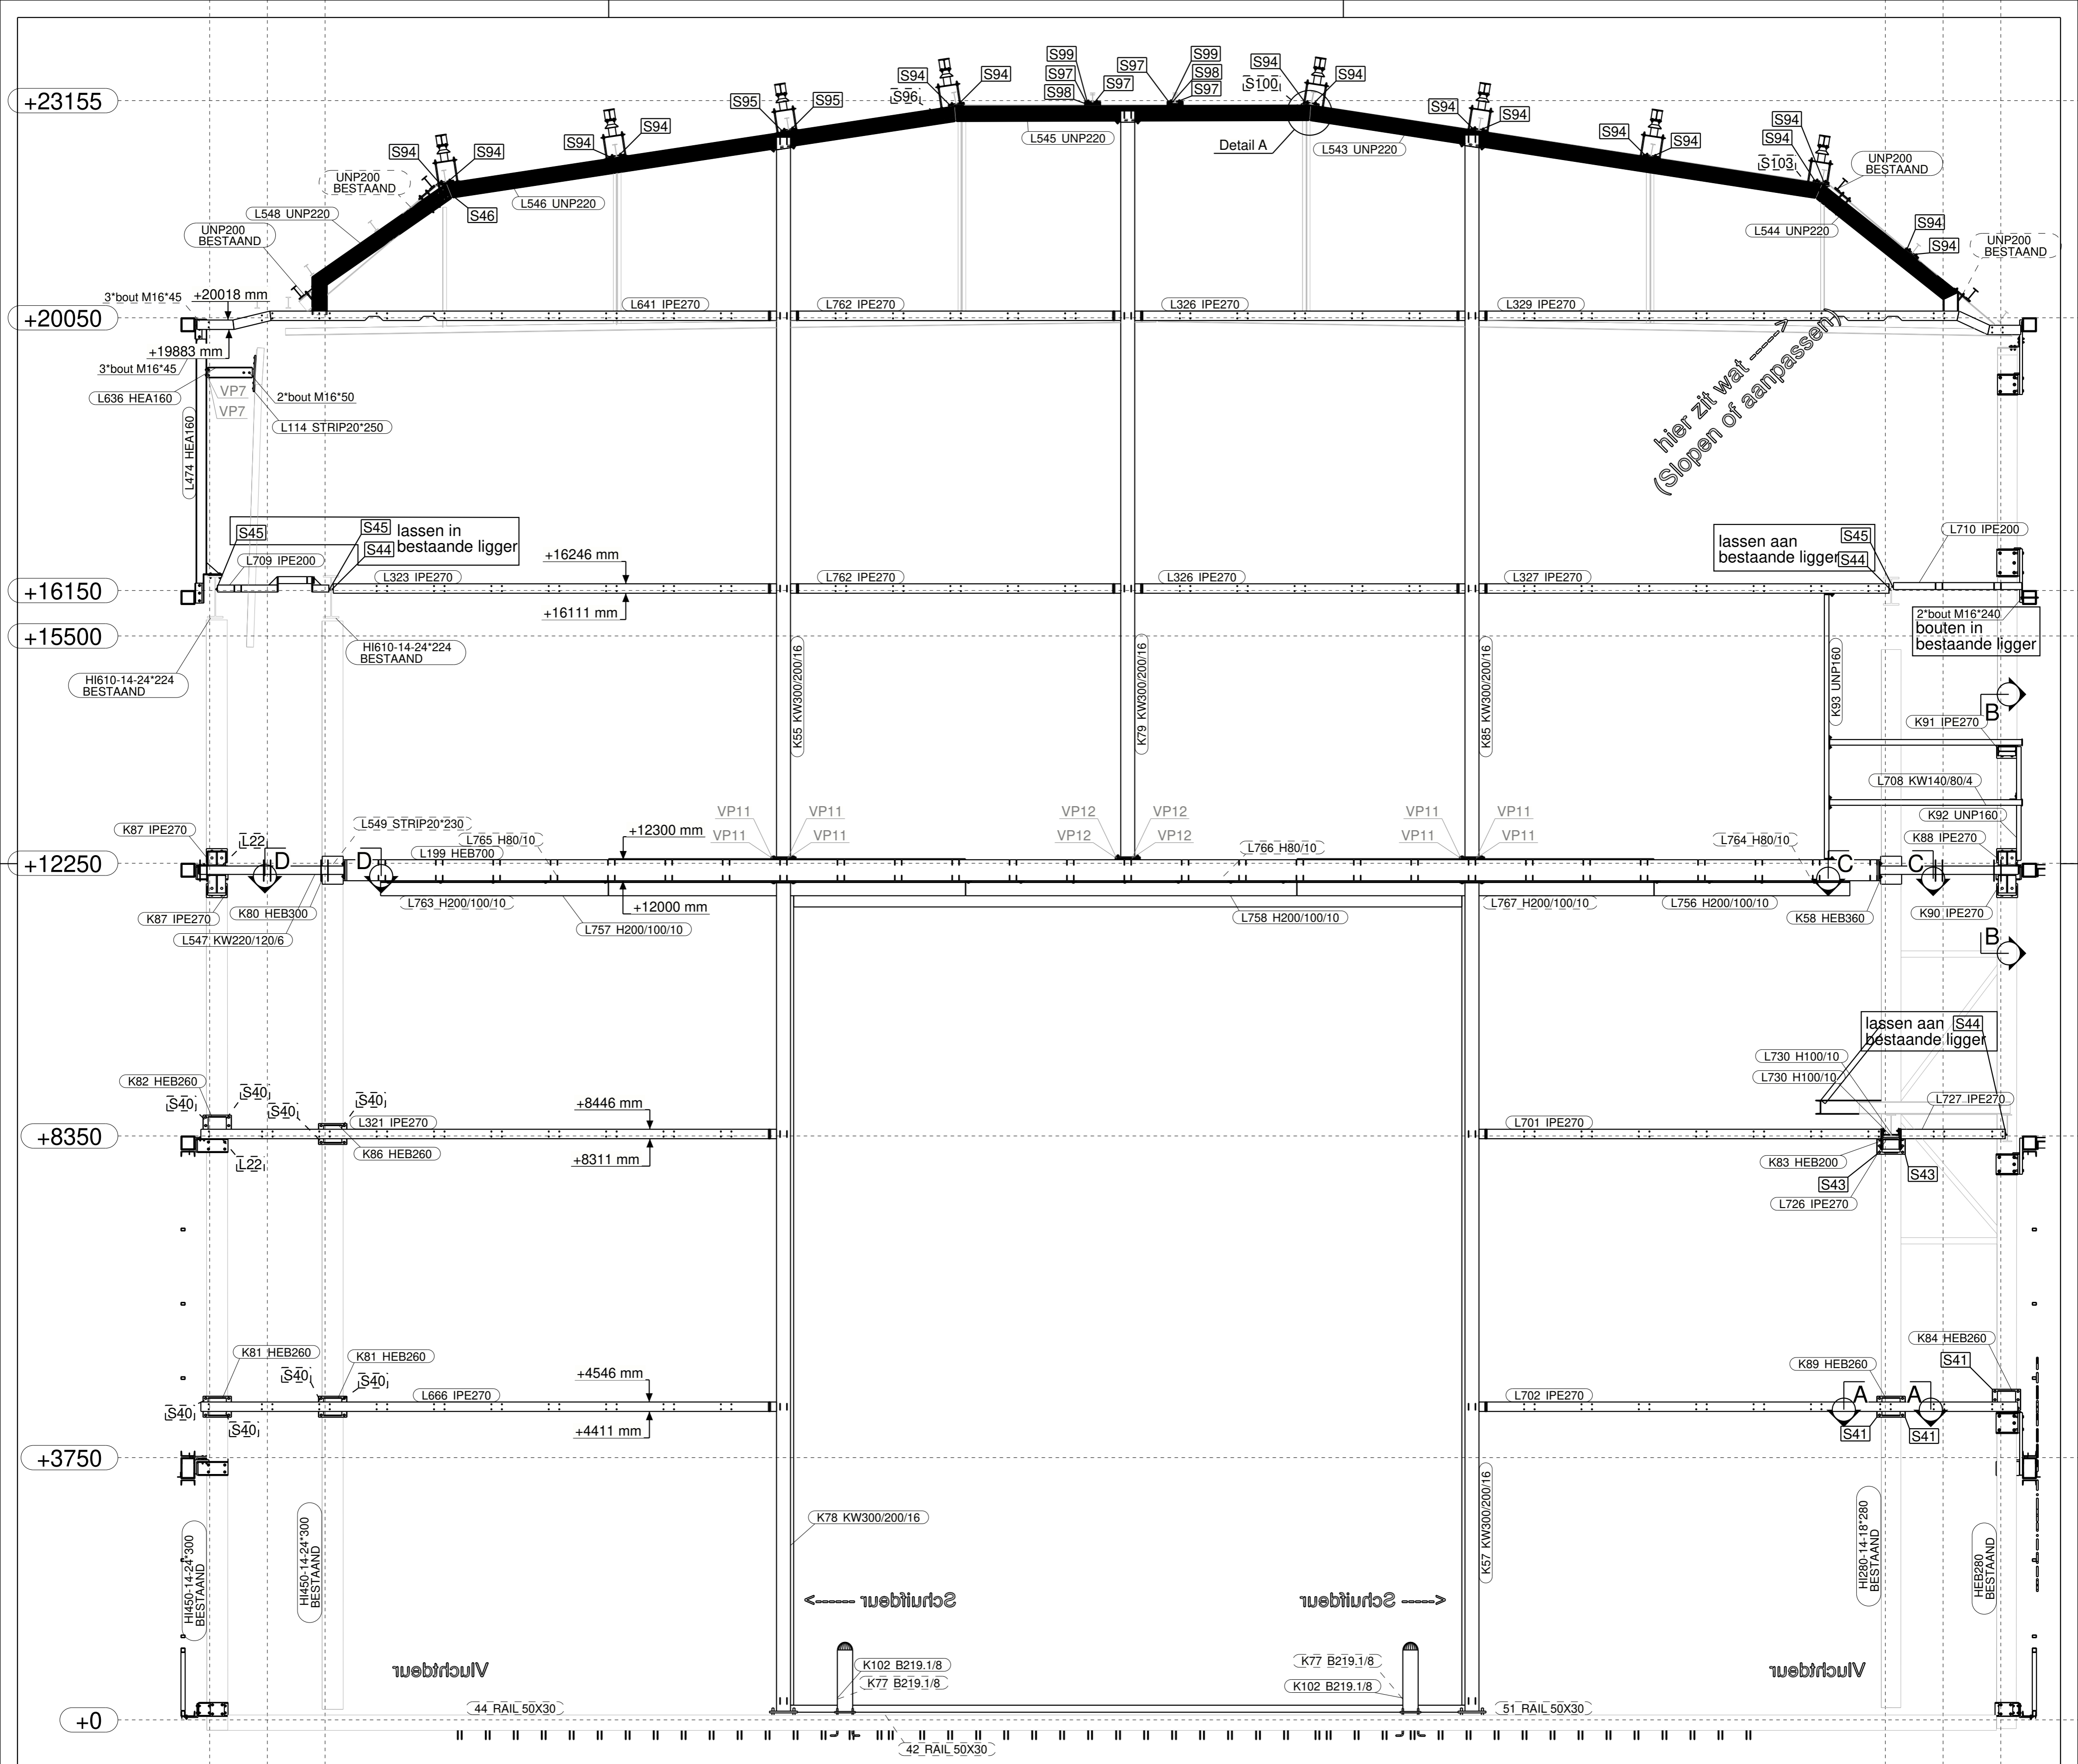 S99
S97
S98
S97
S97
S99
S98
S97
+23155
S94
S96
S94
S94
S100
S94
S95
S95
S94
S94
S94
S94
S94
S94
S94
S94
L545 UNP220
Detail A
L543 UNP220
S94
S94
S103
UNP200
BESTAAND
UNP200
BESTAAND
S94
S94
S46
L546 UNP220
L548 UNP220
UNP200
BESTAAND
L544 UNP220
S94
S94
UNP200
BESTAAND
3*bout M16*45
+20018 mm
+20050
L641 IPE270
L762 IPE270
L326 IPE270
L329 IPE270
+19883 mm
3*bout M16*45
VP7
L636 HEA160
VP7
2*bout M16*50
L114 STRIP20*250
L474 HEA160
hier zit wat ----->
(Slopen of aanpassen)
S45
S45
lassen in
S44
bestaande ligger
L709 IPE200
L323 IPE270
+16246 mm
L762 IPE270
L326 IPE270
L327 IPE270
lassen aan
S45
bestaande ligger
S44
L710 IPE200
+16150
+16111 mm
2*bout M16*240
bouten in
bestaande ligger
+15500
HI610-14-24*224
BESTAAND
HI610-14-24*224
BESTAAND
K55 KW300/200/16
K79 KW300/200/16
K85 KW300/200/16
K93 UNP160
B
K91 IPE270
L708 KW140/80/4
K92 UNP160
K88 IPE270
VP11
VP11
VP11
VP11
VP12
VP12
VP12
VP12
VP11
VP11
VP11
VP11
K87 IPE270
L22
L549 STRIP20*230
L765 H80/10
L199 HEB700
+12300 mm
L766 H80/10
L764 H80/10
+12250
D
D
C
C
K87 IPE270
K80 HEB300
L547 KW220/120/6
L763 H200/100/10
L757 H200/100/10
+12000 mm
L758 H200/100/10
L767 H200/100/10
L756 H200/100/10
K58 HEB360
K90 IPE270
B
lassen aan
S44
bestaande ligger
L730 H100/10
L730 H100/10
L727 IPE270
K82 HEB260
S40
S40
S40
S40
L321 IPE270
+8446 mm
+8350
L701 IPE270
L22
K86 HEB260
+8311 mm
K83 HEB200
S43
S43
L726 IPE270
K81 HEB260
K81 HEB260
S40
S40
L666 IPE270
+4546 mm
S40
S40
+4411 mm
K84 HEB260
K89 HEB260
S41
L702 IPE270
A
A
S41
S41
+3750
HI450-14-24*300
BESTAAND
HI450-14-24*300
BESTAAND
K78 KW300/200/16
K57 KW300/200/16
HI280-14-18*280
BESTAAND
HEB280
BESTAAND
<------ Schuifdeur
Schuifdeur ----->
Vluchtdeur
Vluchtdeur
K102 B219.1/8
K77 B219.1/8
K77 B219.1/8
K102 B219.1/8
+0
44 RAIL 50X30
51 RAIL 50X30
42 RAIL 50X30